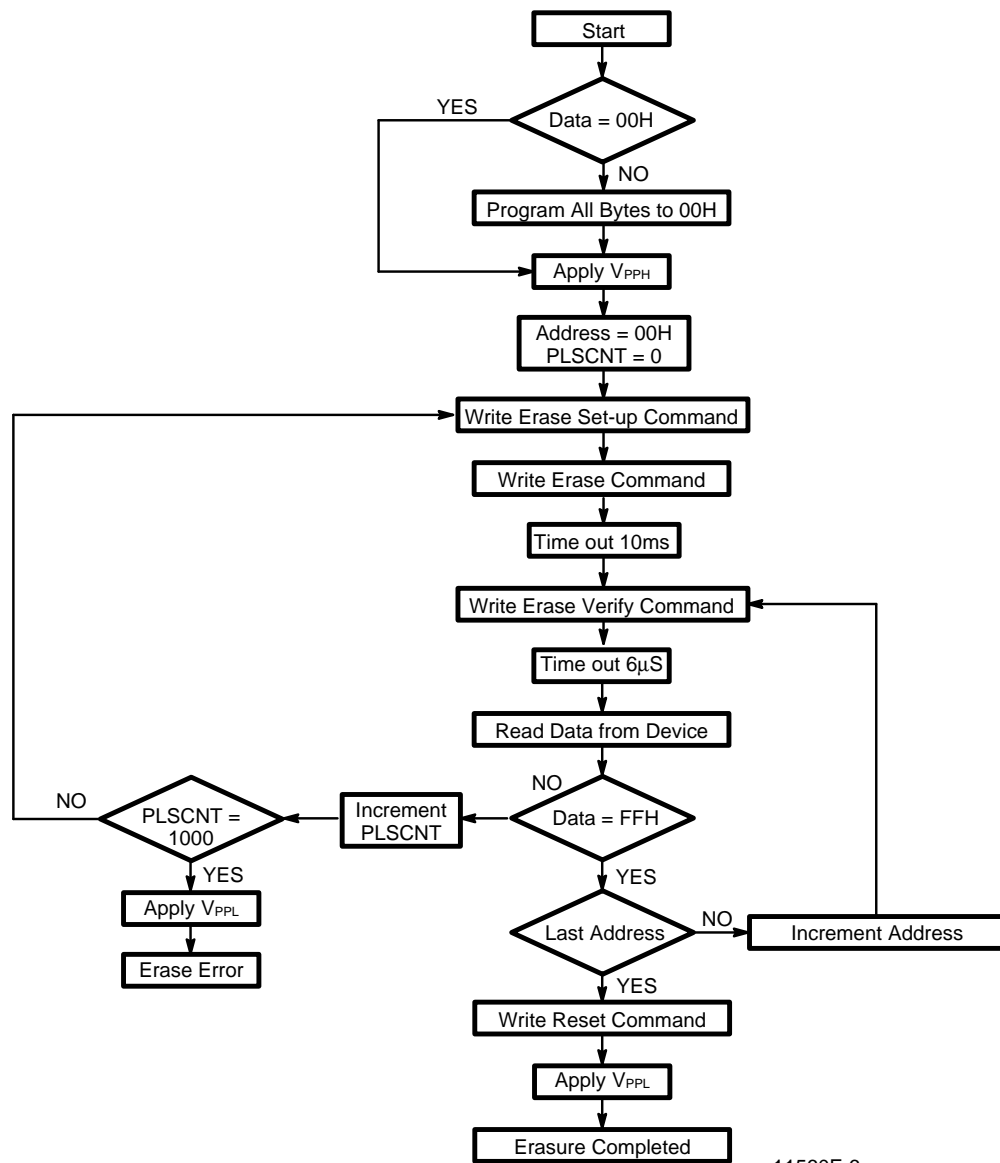 Start
YES
Data = 00H
NO
Program All Bytes to 00H
Apply VPPH
Address = 00H
PLSCNT = 0
Write Erase Set-up Command
Write Erase Command
Time out 10ms
Write Erase Verify Command
Time out 6µS
Read Data from Device
NO
Data = FFH
YES
Increment
PLSCNT
NO
PLSCNT =
1000
YES
Apply VPPL
Erase Error
Last Address
NO
Increment Address
YES
Write Reset Command
Apply VPPL
Erasure Completed